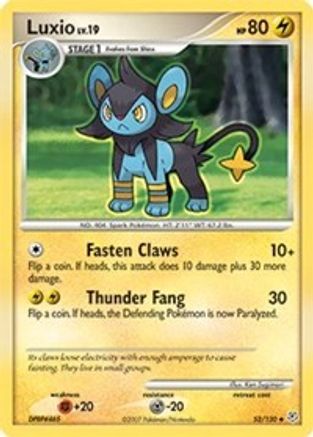 Luxio LV.19 HP 80
STAGE 1 Evolves from Shinx
NO. 404 Spark Pokémon HT: 2'11" WT: 67.2 lbs.
Fasten Claws 10+
Flip a coin. If heads, this attack does 10 damage plus 30 more
damage.
Thunder Fang 30
Flip a coin. If heads, the Defending Pokémon is now Paralyzed.
Its claws loose electricity with enough amperage to cause
fainting. They live in small groups.
Illus. Ken Sugimori
weakness resistance retreat cost
+20 -20
©2007 Pokémon/Nintendo 52/130